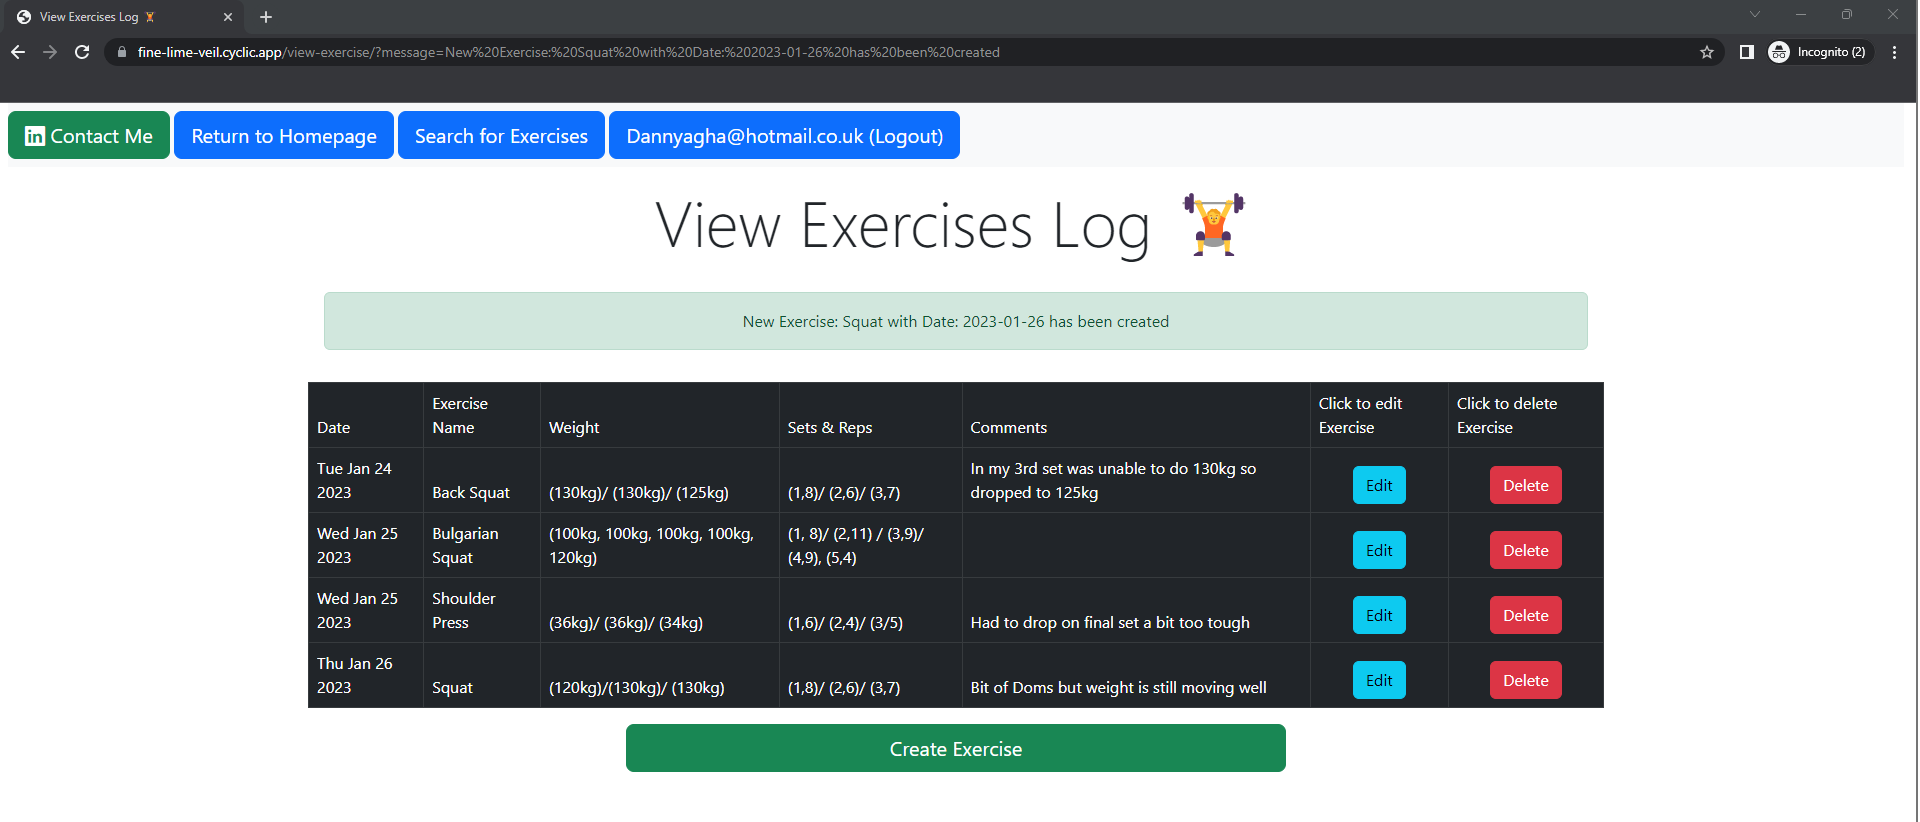 View Exercises Log
fine-lime-veil.cyclic.app/view-exercise/?message=New%20Exercise:%20Squat%20with%20Date:%202023-01-26%20has%20been%20created
Incognito (2)
in Contact Me
Return to Homepage
Search for Exercises
Dannyagha@hotmail.co.uk (Logout)
View Exercises Log
New Exercise: Squat with Date: 2023-01-26 has been created
Date
Exercise
Name
Weight
Sets & Reps
Comments
Click to edit
Exercise
Click to delete
Exercise
Tue Jan 24
2023
Back Squat
(130kg)/ (130kg)/ (125kg)
(1,8)/ (2,6)/ (3,7)
In my 3rd set was unable to do 130kg so
dropped to 125kg
Edit
Delete
Wed Jan 25
2023
Bulgarian
Squat
(100kg, 100kg, 100kg, 100kg,
120kg)
(1, 8)/ (2,11) / (3,9)/
(4,9), (5,4)
Edit
Delete
Wed Jan 25
2023
Shoulder
Press
(36kg)/ (36kg)/ (34kg)
(1,6)/ (2,4)/ (3/5)
Had to drop on final set a bit too tough
Edit
Delete
Thu Jan 26
2023
Squat
(120kg)/(130kg)/ (130kg)
(1,8)/ (2,6)/ (3,7)
Bit of Doms but weight is still moving well
Edit
Delete
Create Exercise